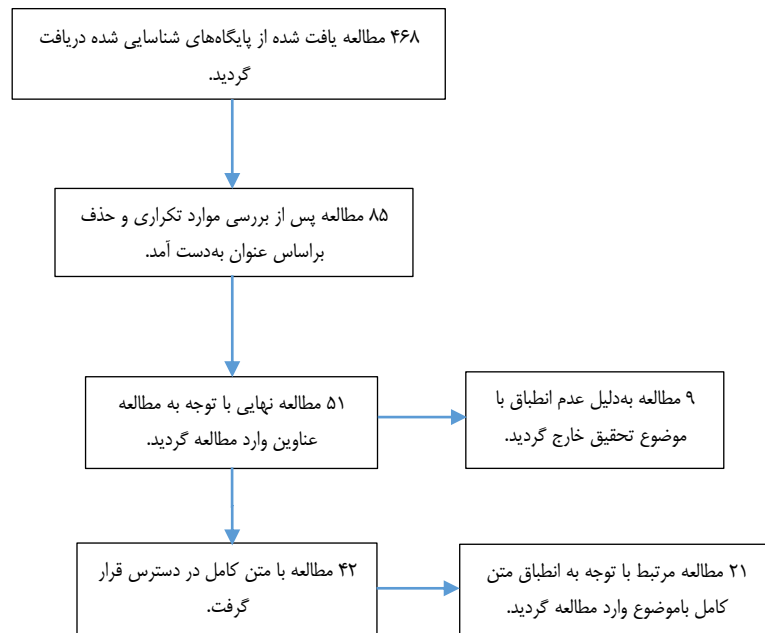 ۴۶۸ مطالعه یافت شده از پایگاه‌های شناسایی شده دریافت
گردید.
۸۵ مطالعه پس از بررسی موارد تکراری و حذف
براساس عنوان به‌دست آمد.
۵۱ مطالعه نهایی با توجه به مطالعه
عناوین وارد مطالعه گردید.
۹ مطالعه به‌دلیل عدم انطباق با
موضوع تحقیق خارج گردید.
۴۲ مطالعه با متن کامل در دسترس قرار
گرفت.
۲۱ مطالعه مرتبط با توجه به انطباق متن
کامل باموضوع وارد مطالعه گردید.